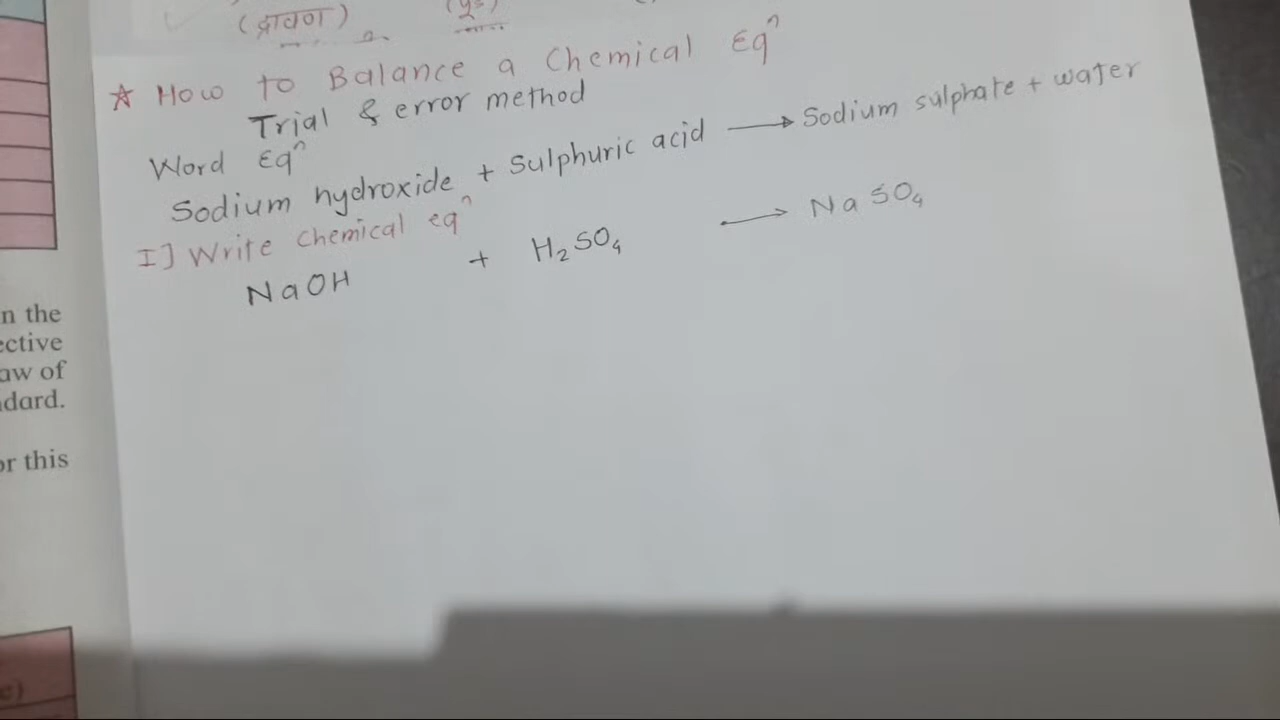 (द्रावण)
★ How to Balance a Chemical Eqⁿ
Trial & error method
Word Eqⁿ
Sodium hydroxide + Sulphuric acid ⟶ Sodium sulphate + water
I] Write chemical eqⁿ
NaOH + H₂SO₄ ⟶ NaSO₄
n the
ective
aw of
dard.
or this